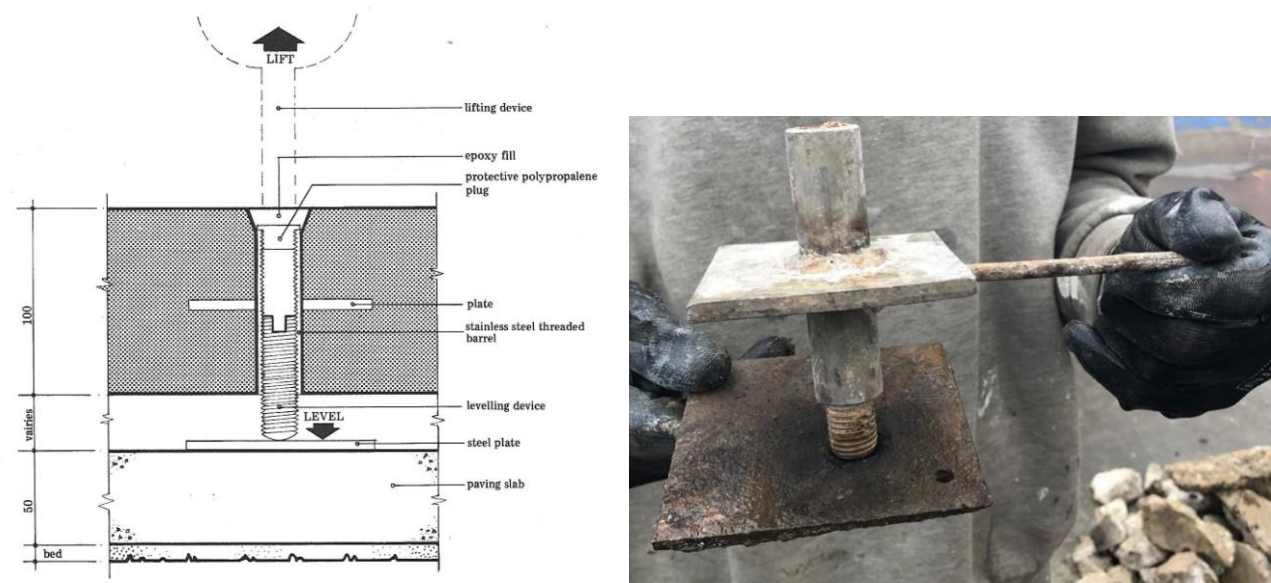 LIFT
lifting device
epoxy fill
protective polypropalene
plug
plate
stainless steel threaded
barrel
levelling device
LEVEL
steel plate
paving slab
100
vairies
50
bed